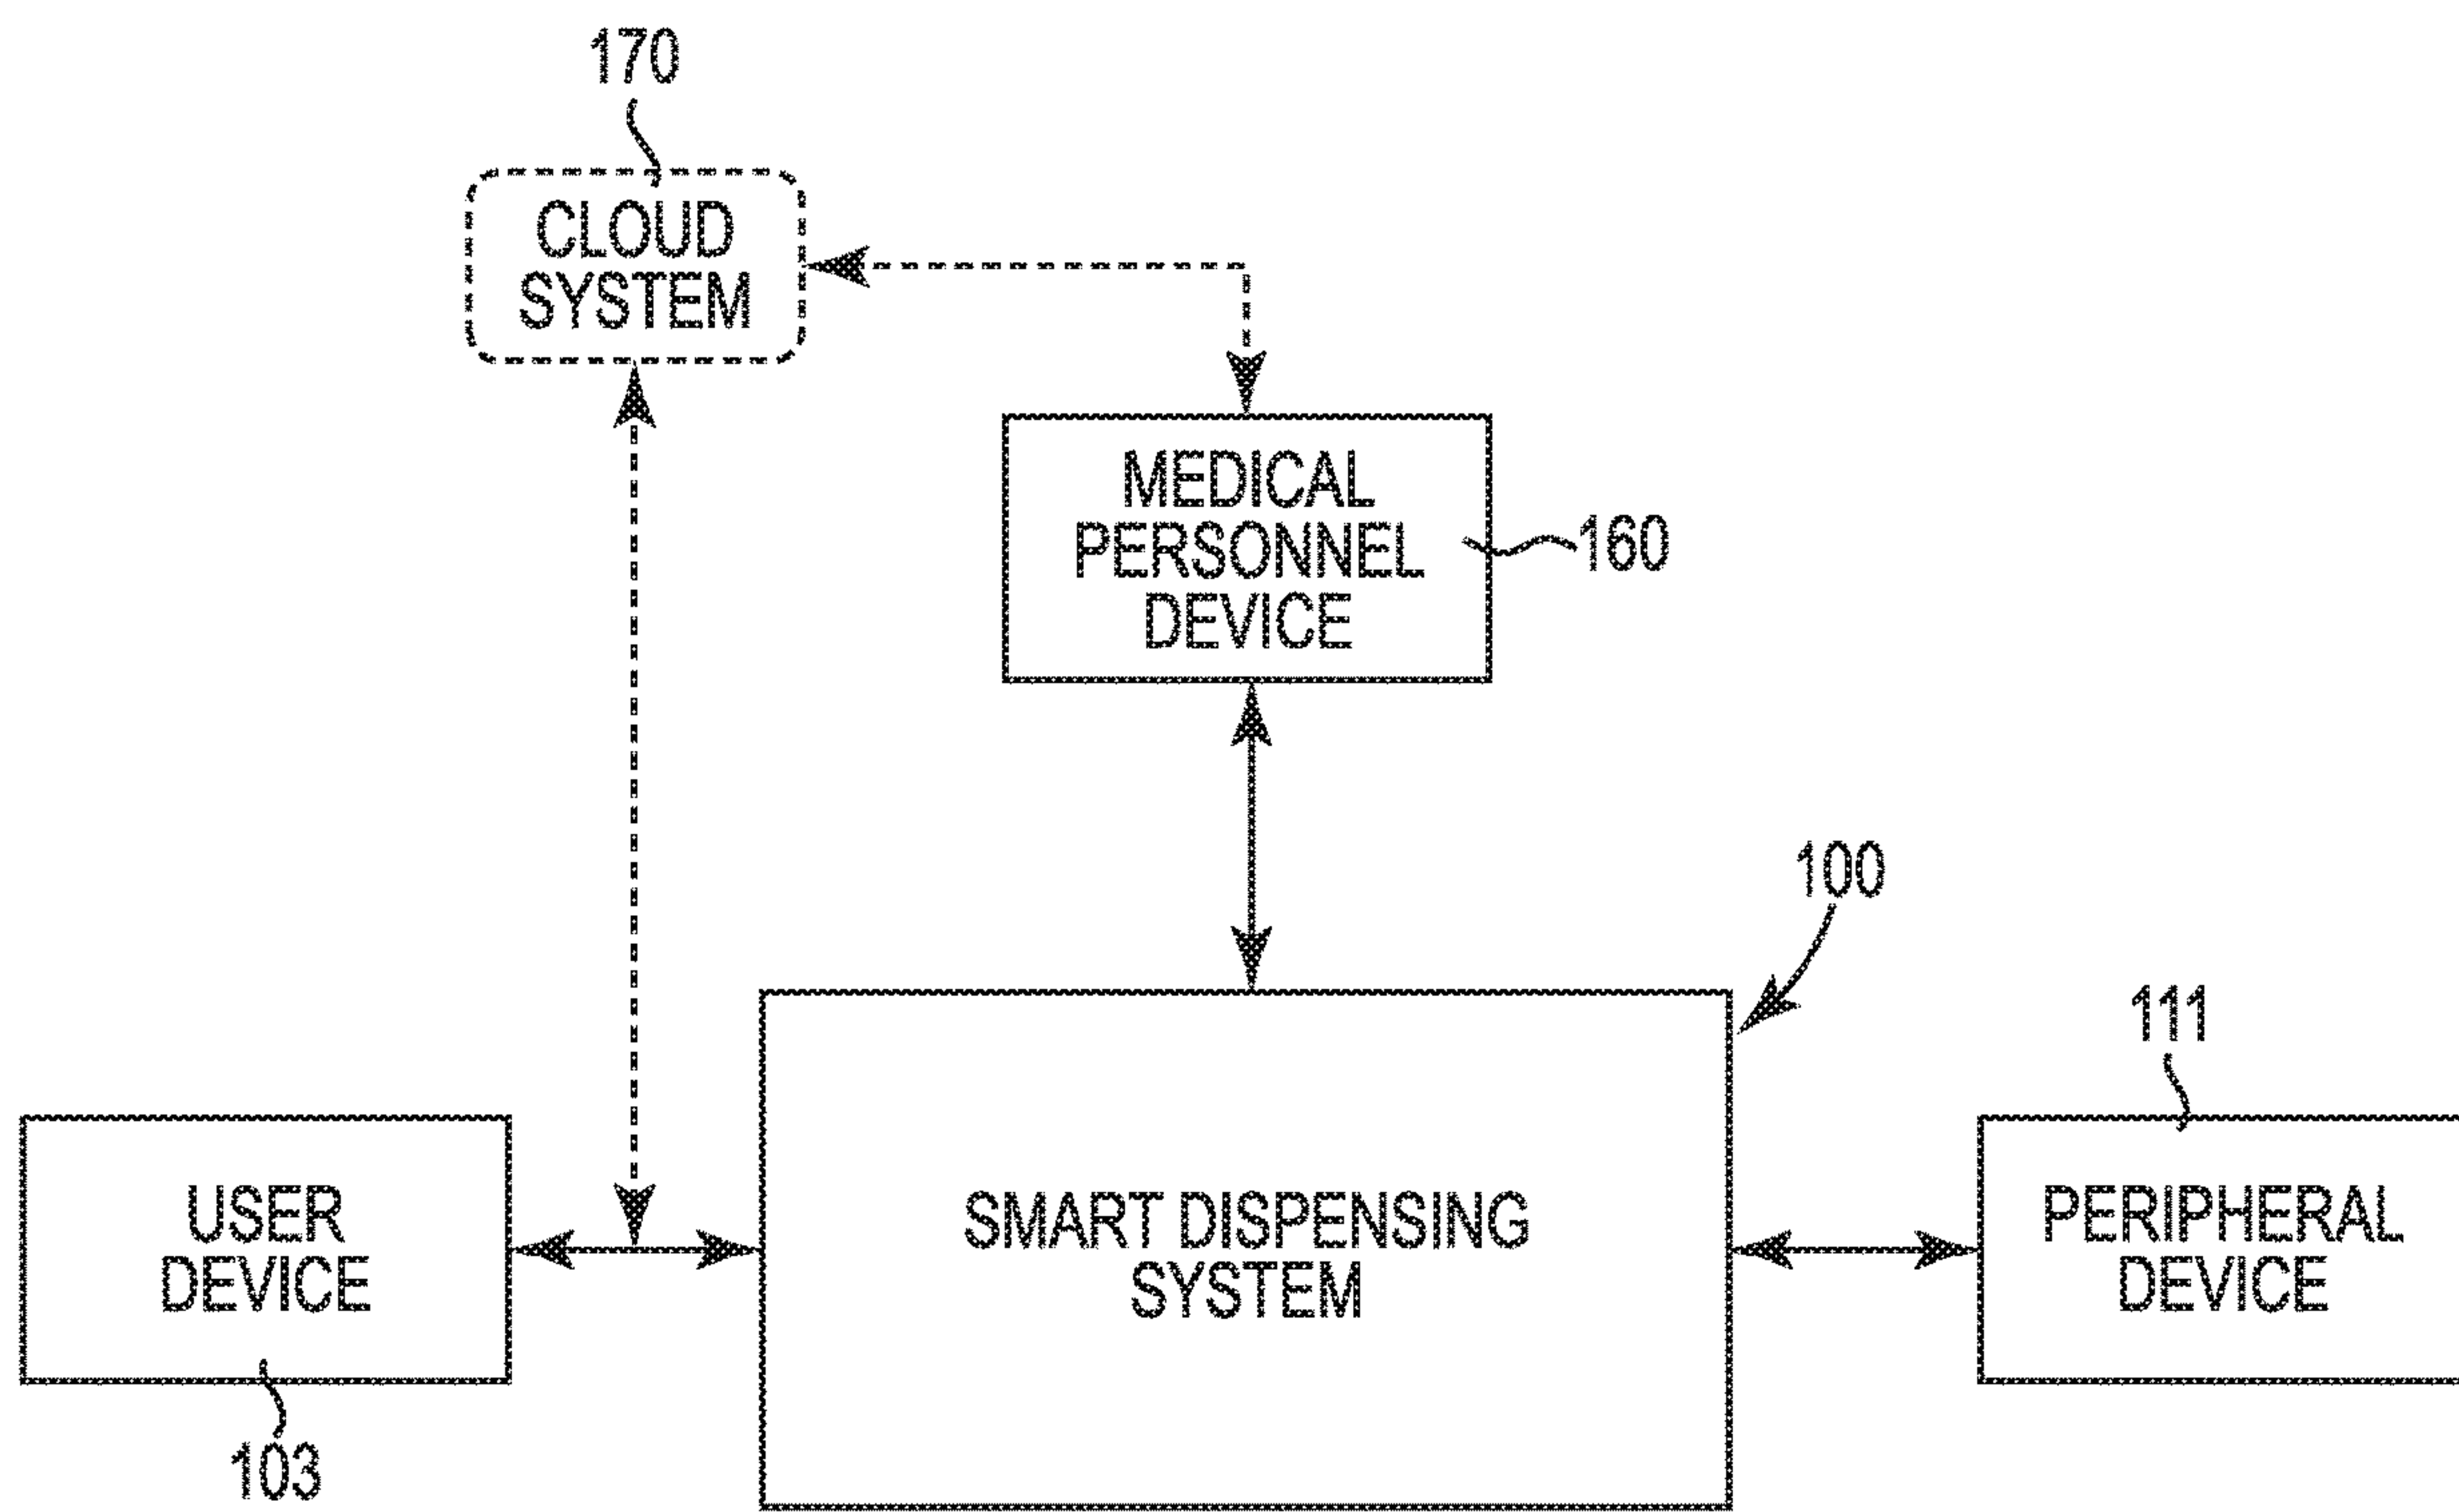 170
CLOUD
SYSTEM
MEDICAL
PERSONNEL
DEVICE
160
100
111
USER
DEVICE
103
SMART DISPENSING
SYSTEM
PERIPHERAL
DEVICE